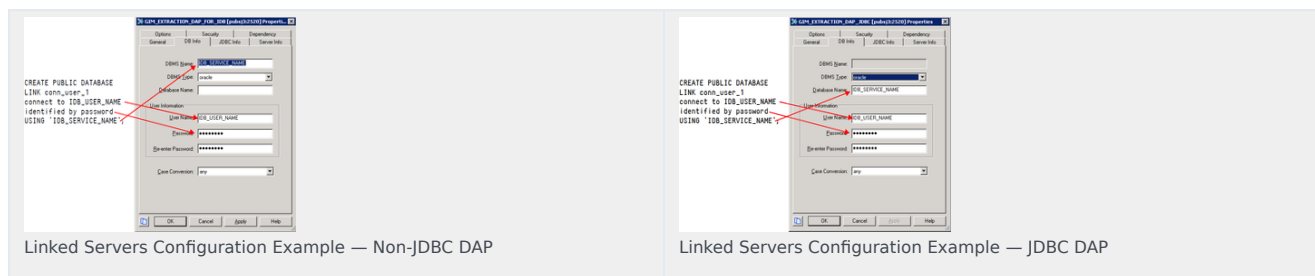 GIM_EXTRACTION_DAP_FOR_IDB [pubsjb2520] Properti...
Options Security Dependency
General DB Info JDBC Info Server Info
DBMS Name: IDB_SERVICE_NAME
DBMS Type: oracle
Database Name:
User Information
User Name: IDB_USER_NAME
Password: ••••••••
Re-enter Password: ••••••••
Case Conversion: any
OK Cancel Apply Help
CREATE PUBLIC DATABASE
LINK conn_user_1
connect to IDB_USER_NAME
identified by password
USING 'IDB_SERVICE_NAME';
Linked Servers Configuration Example — Non-JDBC DAP
GIM_EXTRACTION_DAP_JDBC [pubsjb2520] Properties
Options Security Dependency
General DB Info JDBC Info Server Info
DBMS Name:
DBMS Type: oracle
Database Name: IDB_SERVICE_NAME
User Information
User Name: IDB_USER_NAME
Password: ••••••••
Re-enter Password: ••••••••
Case Conversion: any
OK Cancel Apply Help
CREATE PUBLIC DATABASE
LINK conn_user_1
connect to IDB_USER_NAME
identified by password
USING 'IDB_SERVICE_NAME';
Linked Servers Configuration Example — JDBC DAP